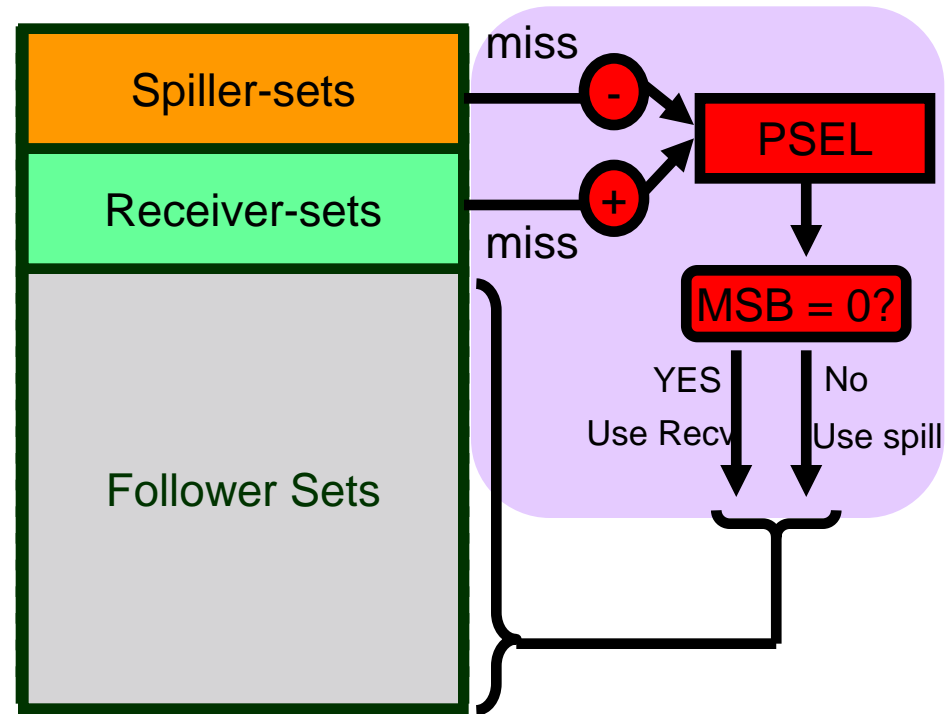 miss
Spiller-sets
-
PSEL
Receiver-sets
+
miss
MSB = 0?
YES
No
Use Recv
Use spill
Follower Sets